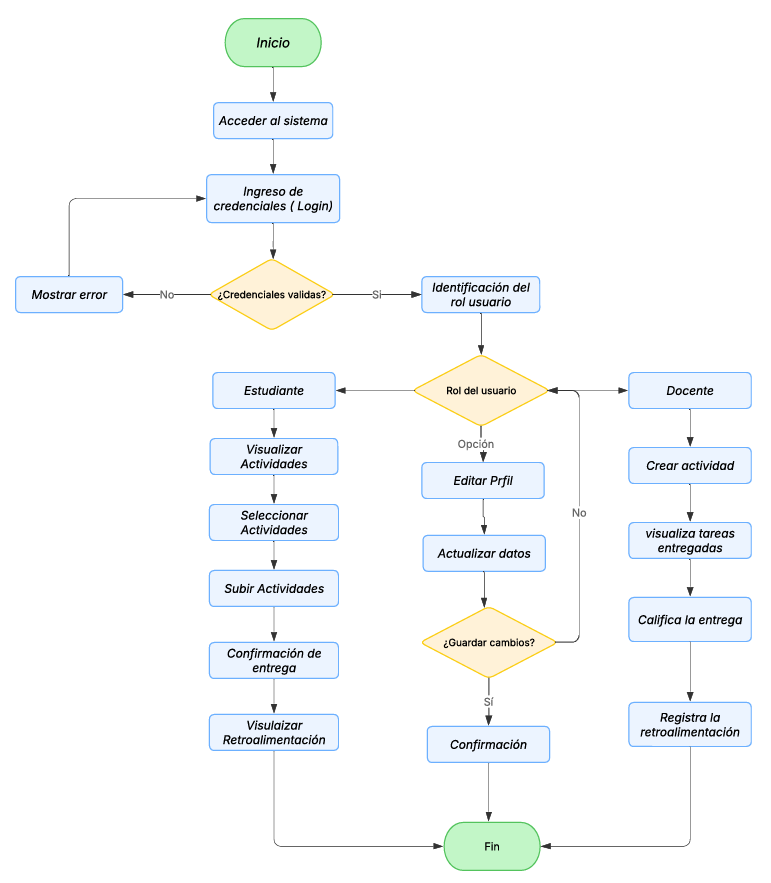 Inicio
Acceder al sistema
Ingreso de
credenciales ( Login)
¿Credenciales validas?
No
Mostrar error
Sí
Identificación del
rol usuario
Rol del usuario
Estudiante
Visualizar
Actividades
Seleccionar
Actividades
Subir Actividades
Confirmación de
entrega
Visulaizar
Retroalimentación
Opción
Editar Prfil
Actualizar datos
¿Guardar cambios?
No
Sí
Confirmación
Docente
Crear actividad
visualiza tareas
entregadas
Califica la entrega
Registra la
retroalimentación
Fin